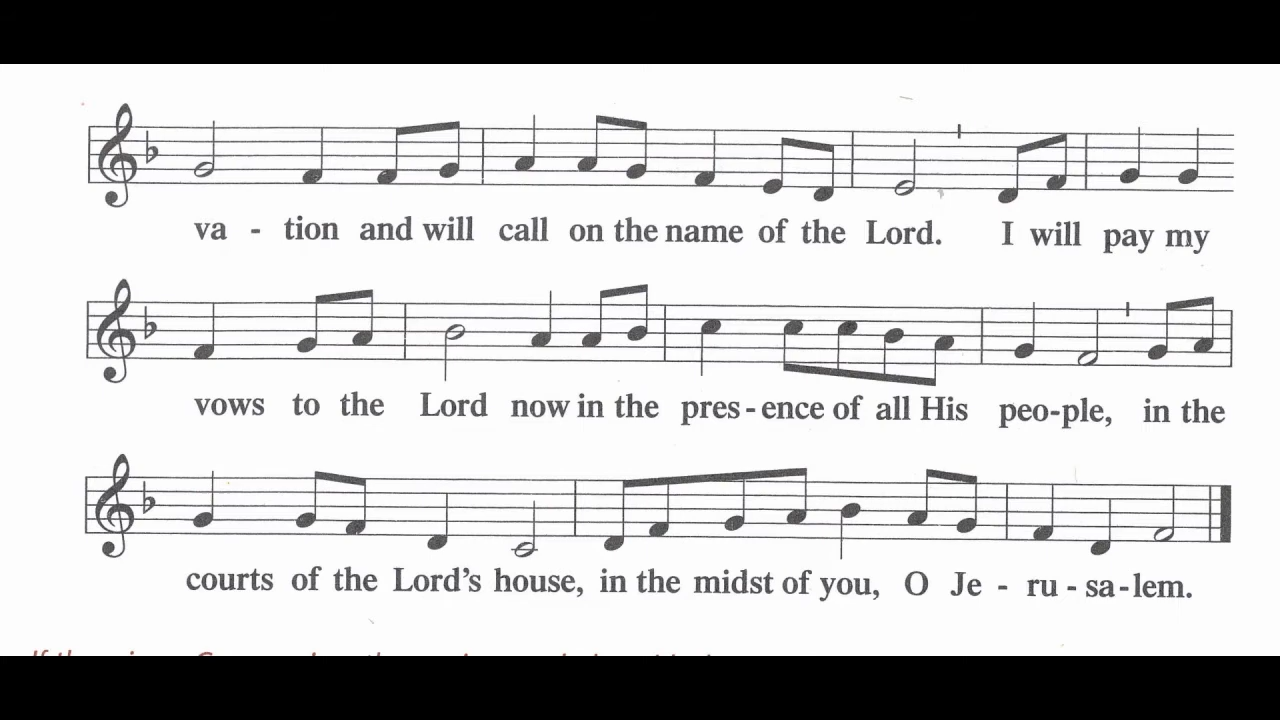 va - tion and will call on the name of the Lord. I will pay my
vows to the Lord now in the pres - ence of all His peo-ple, in the
courts of the Lord's house, in the midst of you, O Je - ru - sa - lem.